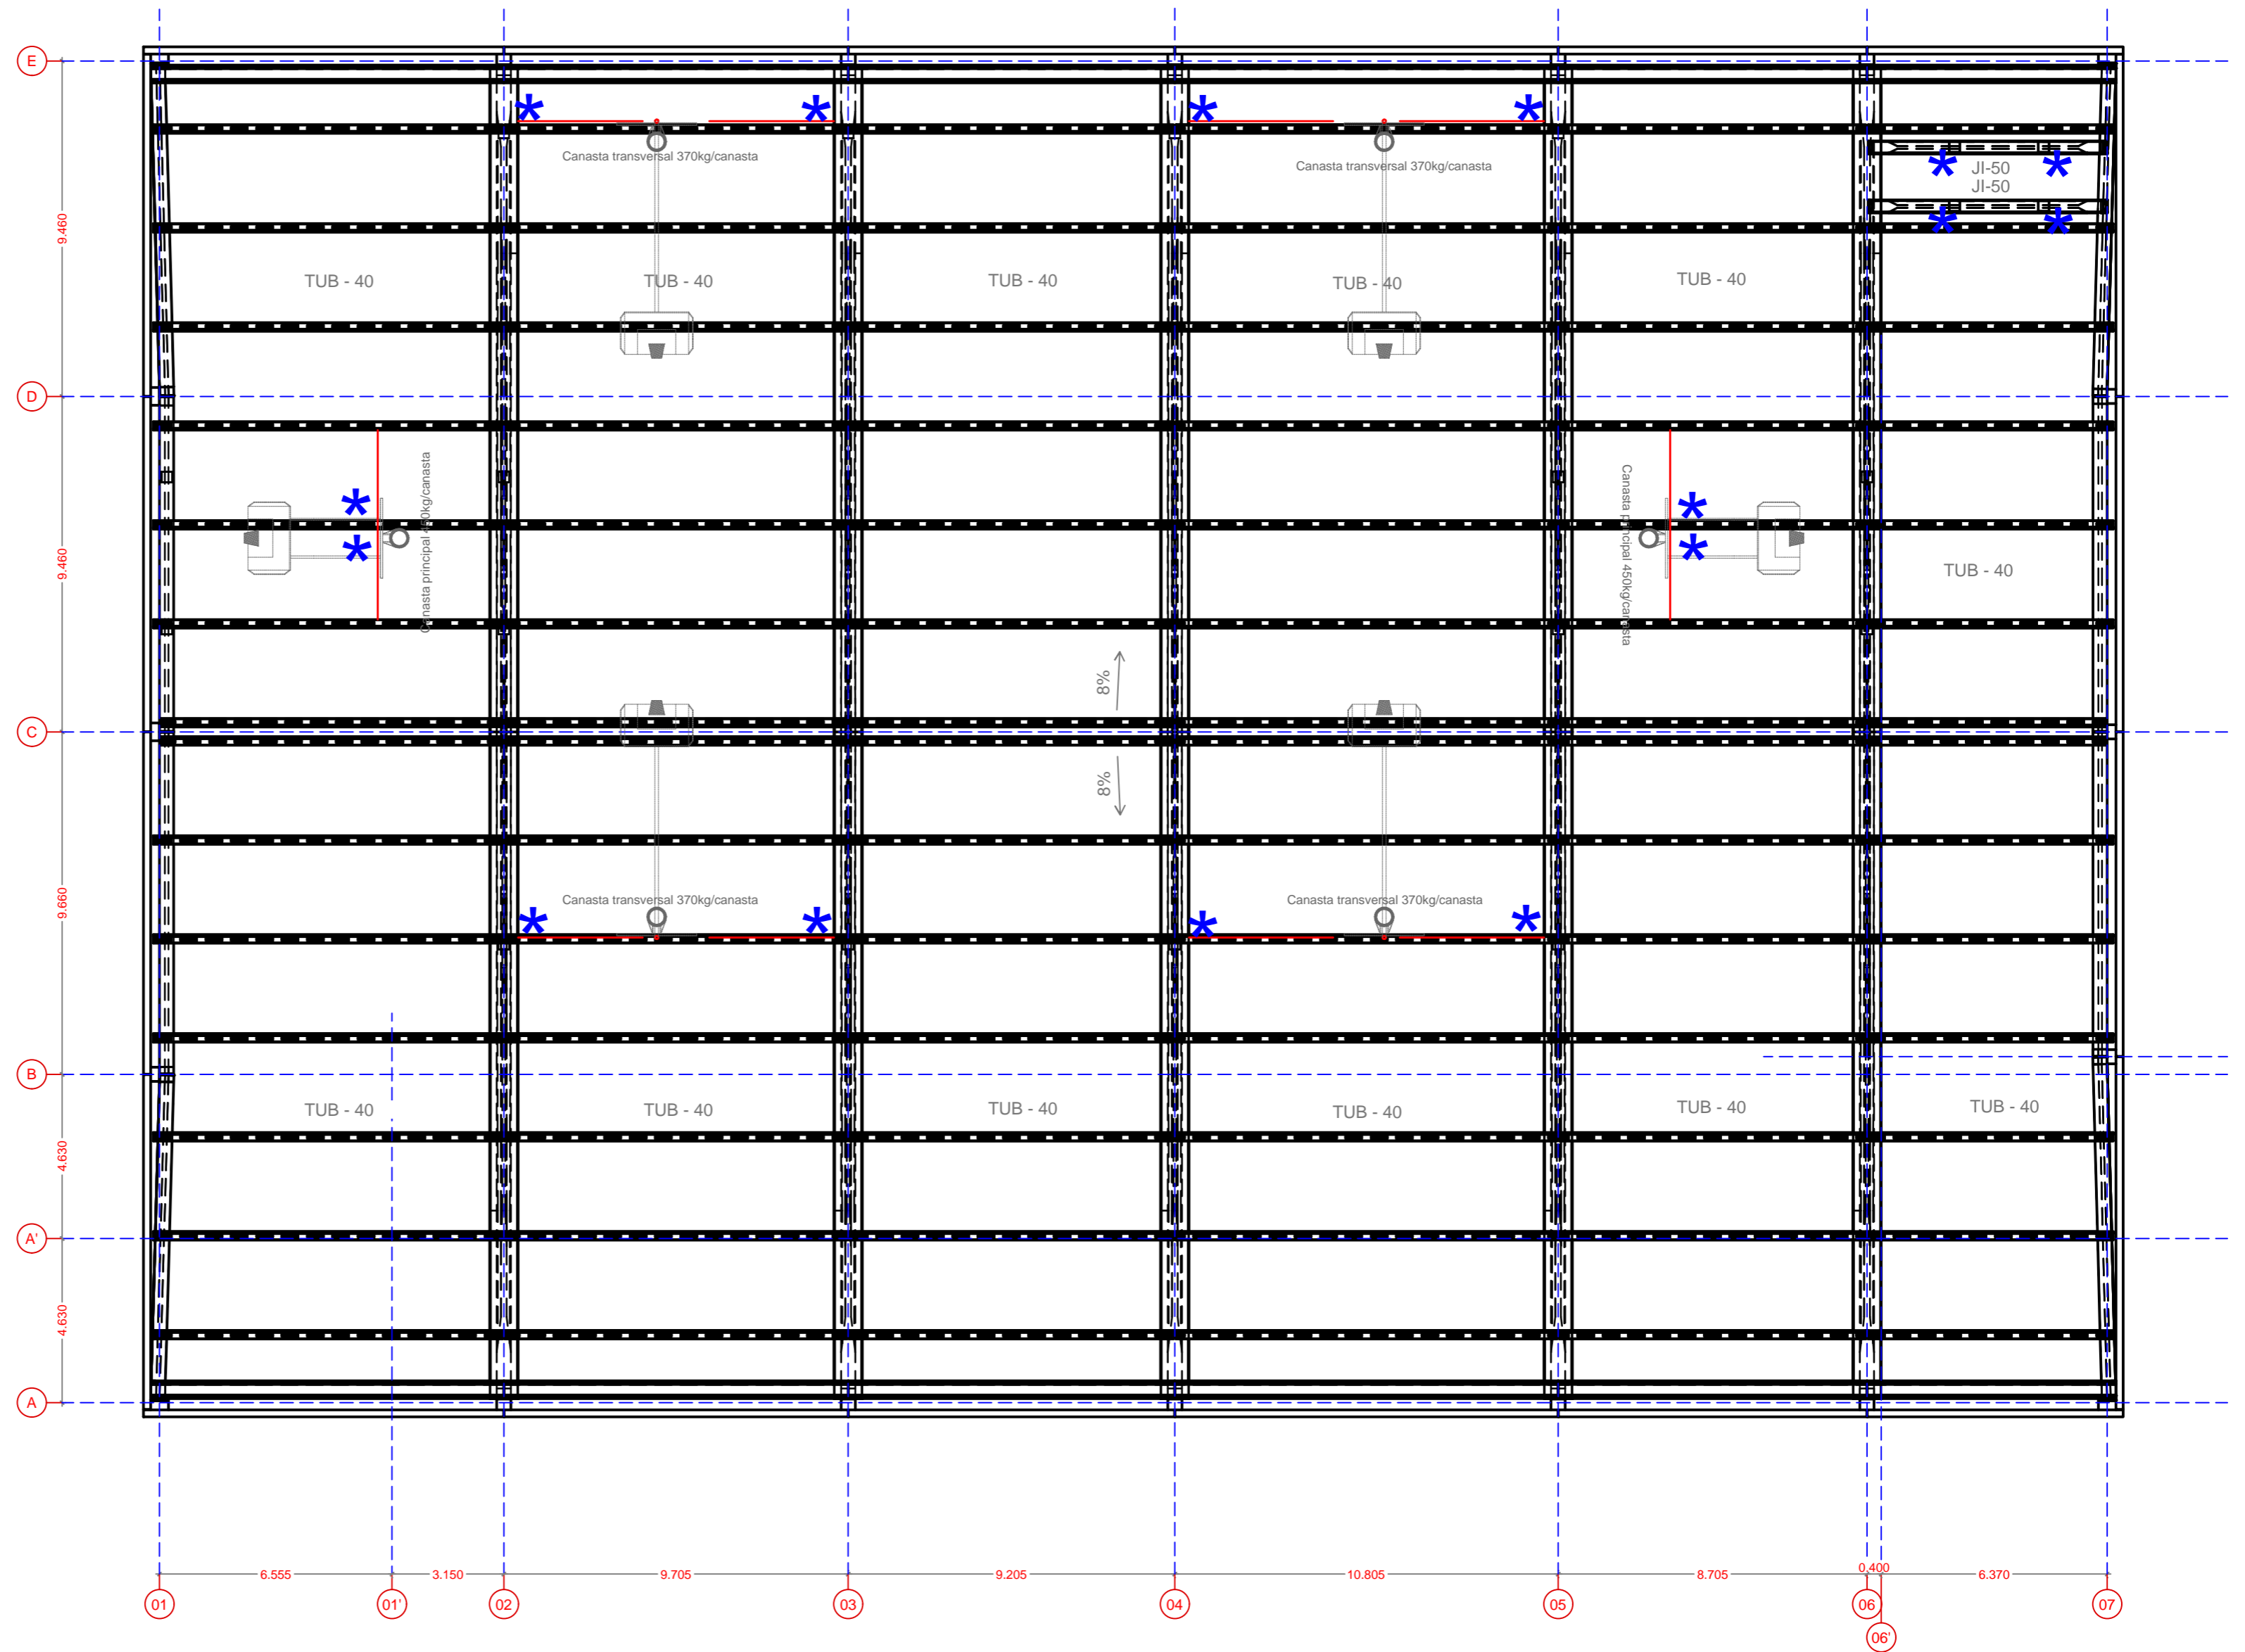 E
Canasta transversal 370kg/canasta
Canasta transversal 370kg/canasta
JI-50
JI-50
9.460
TUB - 40
TUB - 40
TUB - 40
TUB - 40
TUB - 40
D
Canasta principal 450kg/canasta
Canasta principal 450kg/canasta
9.460
TUB - 40
8%
C
8%
9.660
Canasta transversal 370kg/canasta
Canasta transversal 370kg/canasta
B
TUB - 40
TUB - 40
TUB - 40
TUB - 40
TUB - 40
TUB - 40
4.630
A'
4.630
A
6.555
3.150
9.705
9.205
10.805
8.705
0.400
6.370
01
01'
02
03
04
05
06
07
06'